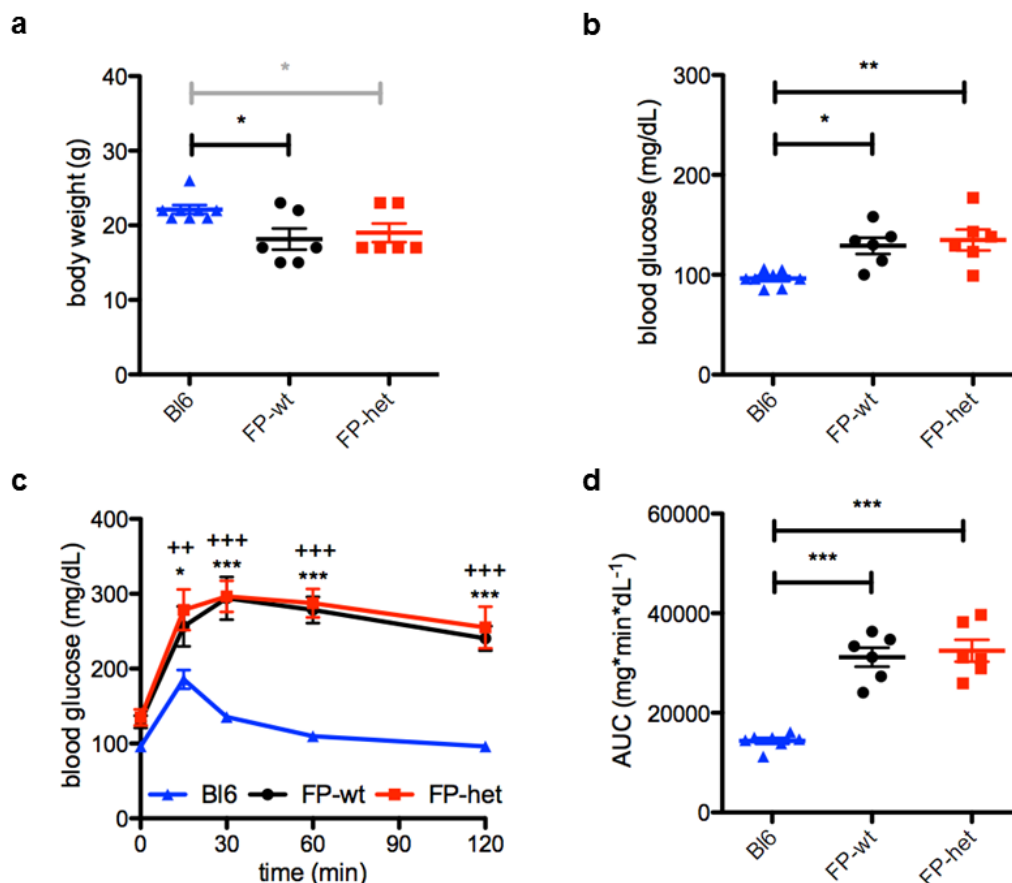 a
40
30
20
10
0
body weight (g)
*
*
Bl6
FP-wt
FP-het
b
300
200
100
0
blood glucose (mg/dL)
**
*
Bl6
FP-wt
FP-het
c
400
300
200
100
0
blood glucose (mg/dL)
++
*
+++
***
+++
***
+++
***
Bl6 FP-wt FP-het
0 30 60 90 120
time (min)
d
60000
40000
20000
0
AUC (mg*min*dL-1)
***
***
Bl6
FP-wt
FP-het